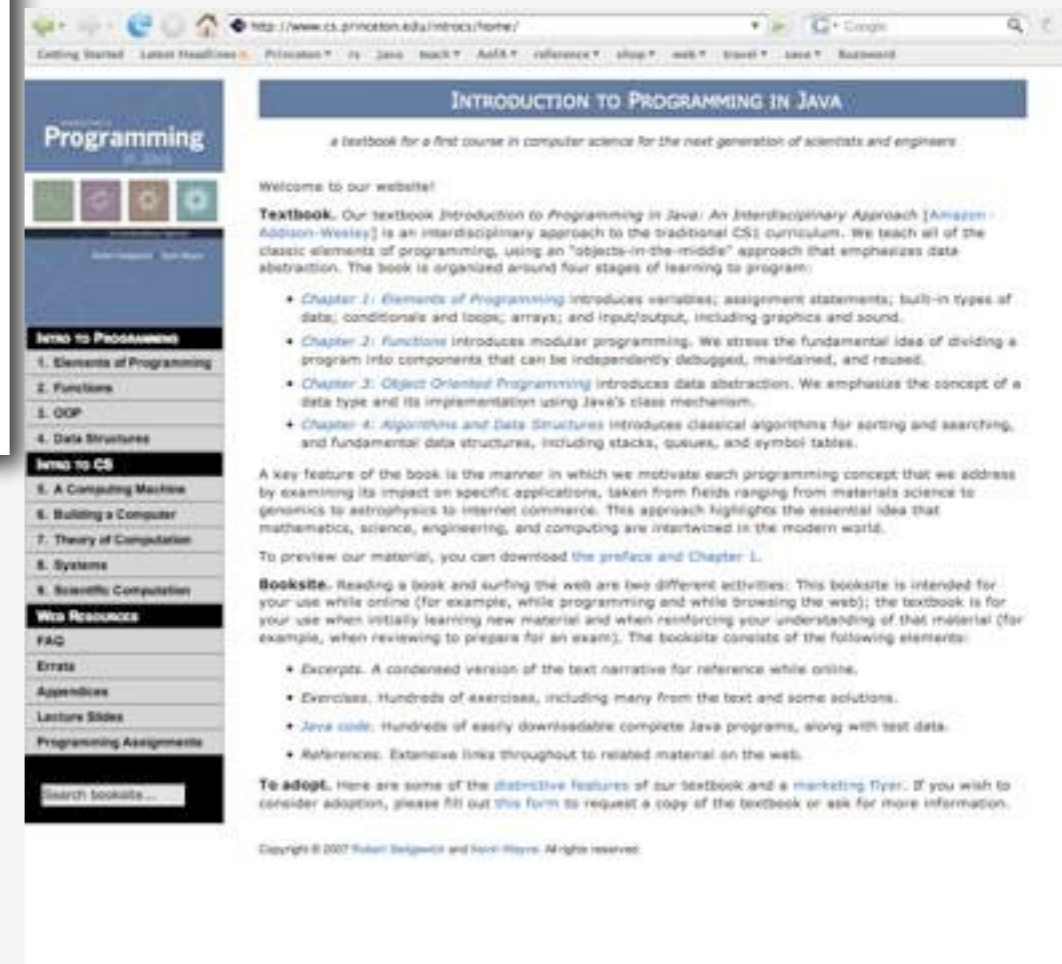 http://www.cs.princeton.edu/introcs/home/
Google
Getting Started Latest Headlines Princeton cs java teach AofA reference shop web travel save Buzzword
Programming
INTRO TO PROGRAMMING
1. Elements of Programming
2. Functions
3. OOP
4. Data Structures
INTRO TO CS
5. A Computing Machine
6. Building a Computer
7. Theory of Computation
8. Systems
9. Scientific Computation
WEB RESOURCES
FAQ
Errata
Appendices
Lecture Slides
Programming Assignments
Search booksite...
INTRODUCTION TO PROGRAMMING IN JAVA
a textbook for a first course in computer science for the next generation of scientists and engineers
Welcome to our website!
Textbook. Our textbook Introduction to Programming in Java: An Interdisciplinary Approach [Amazon ·
Addison-Wesley] is an interdisciplinary approach to the traditional CS1 curriculum. We teach all of the
classic elements of programming, using an "objects-in-the-middle" approach that emphasizes data
abstraction. The book is organized around four stages of learning to program:
• Chapter 1: Elements of Programming introduces variables; assignment statements; built-in types of
data; conditionals and loops; arrays; and input/output, including graphics and sound.
• Chapter 2: Functions introduces modular programming. We stress the fundamental idea of dividing a
program into components that can be independently debugged, maintained, and reused.
• Chapter 3: Object Oriented Programming introduces data abstraction. We emphasize the concept of a
data type and its implementation using Java's class mechanism.
• Chapter 4: Algorithms and Data Structures introduces classical algorithms for sorting and searching,
and fundamental data structures, including stacks, queues, and symbol tables.
A key feature of the book is the manner in which we motivate each programming concept that we address
by examining its impact on specific applications, taken from fields ranging from materials science to
genomics to astrophysics to internet commerce. This approach highlights the essential idea that
mathematics, science, engineering, and computing are intertwined in the modern world.
To preview our material, you can download the preface and Chapter 1.
Booksite. Reading a book and surfing the web are two different activities: This booksite is intended for
your use while online (for example, while programming and while browsing the web); the textbook is for
your use when initially learning new material and when reinforcing your understanding of that material (for
example, when reviewing to prepare for an exam). The booksite consists of the following elements:
• Excerpts. A condensed version of the text narrative for reference while online.
• Exercises. Hundreds of exercises, including many from the text and some solutions.
• Java code. Hundreds of easily downloadable complete Java programs, along with test data.
• References. Extensive links throughout to related material on the web.
To adopt. Here are some of the distinctive features of our textbook and a marketing flyer. If you wish to
consider adoption, please fill out this form to request a copy of the textbook or ask for more information.
Copyright © 2007 Robert Sedgewick and Kevin Wayne. All rights reserved.